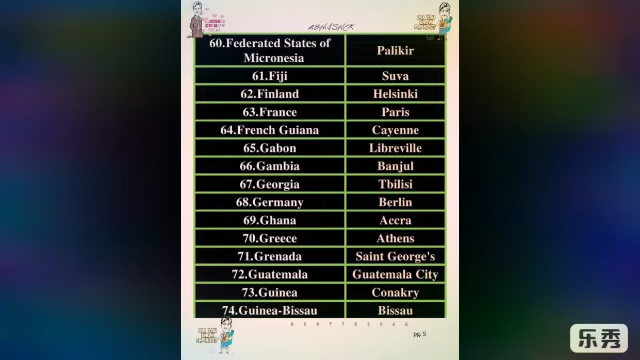 ABHISHEK
60.Federated States of Micronesia Palikir
61.Fiji Suva
62.Finland Helsinki
63.France Paris
64.French Guiana Cayenne
65.Gabon Libreville
66.Gambia Banjul
67.Georgia Tbilisi
68.Germany Berlin
69.Ghana Accra
70.Greece Athens
71.Grenada Saint George's
72.Guatemala Guatemala City
73.Guinea Conakry
74.Guinea-Bissau Bissau
PG 5
乐秀